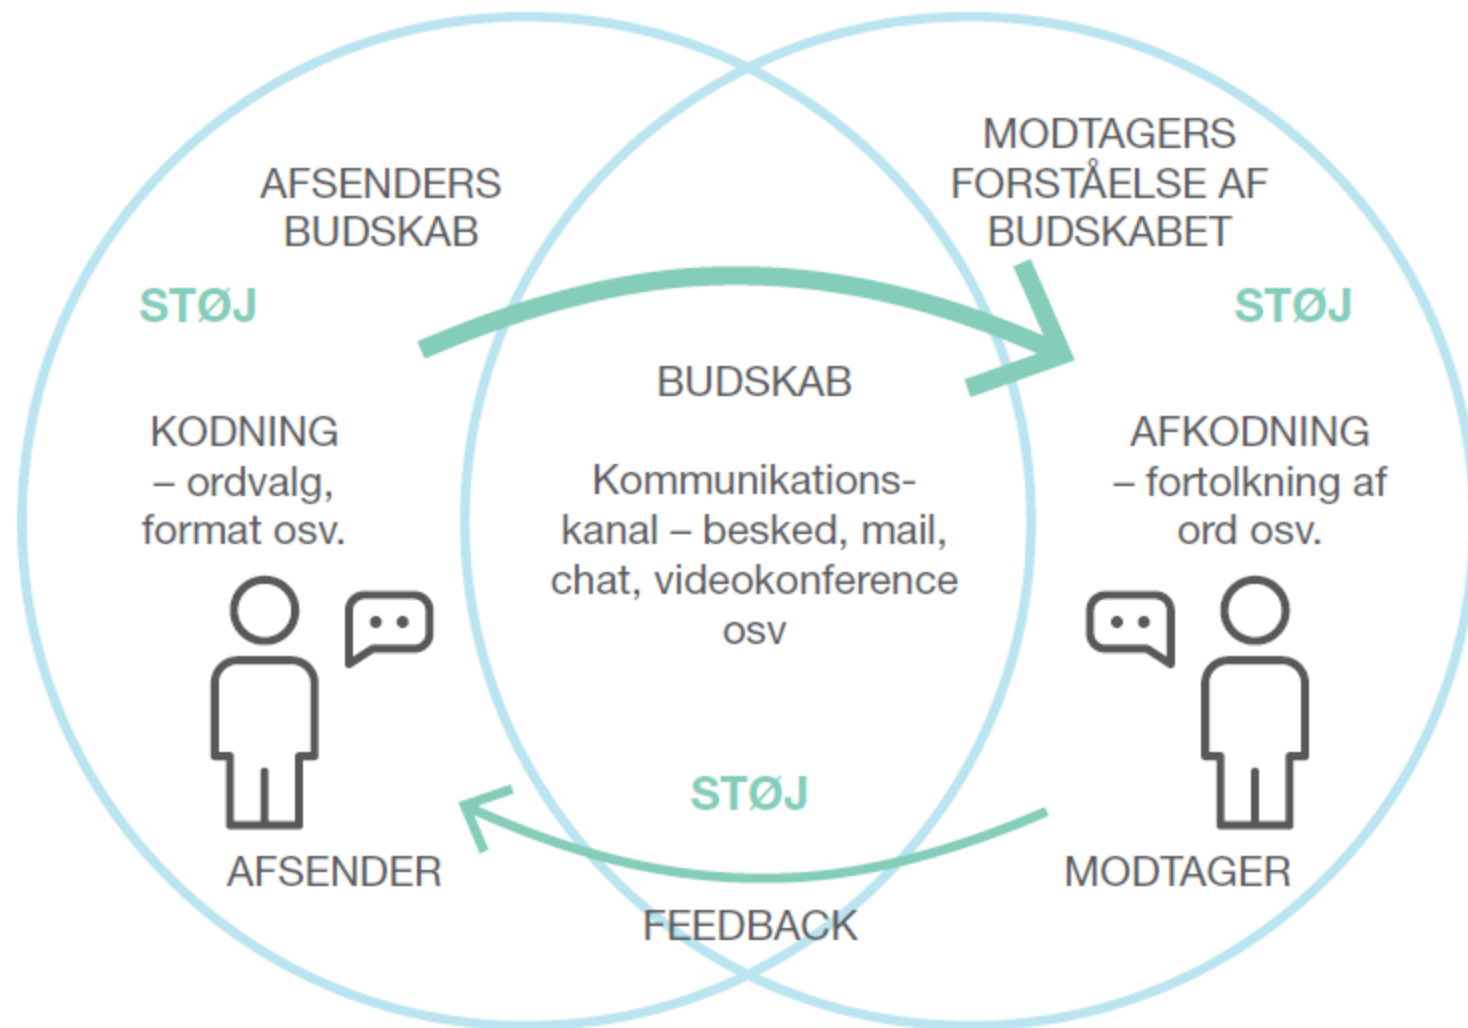 AFSENDERS
BUDSKAB
STØJ
KODNING
– ordvalg,
format osv.
AFSENDER
BUDSKAB
Kommunikations-
kanal – besked, mail,
chat, videokonference
osv
STØJ
FEEDBACK
MODTAGERS
FORSTÅELSE AF
BUDSKABET
STØJ
AFKODNING
– fortolkning af
ord osv.
MODTAGER